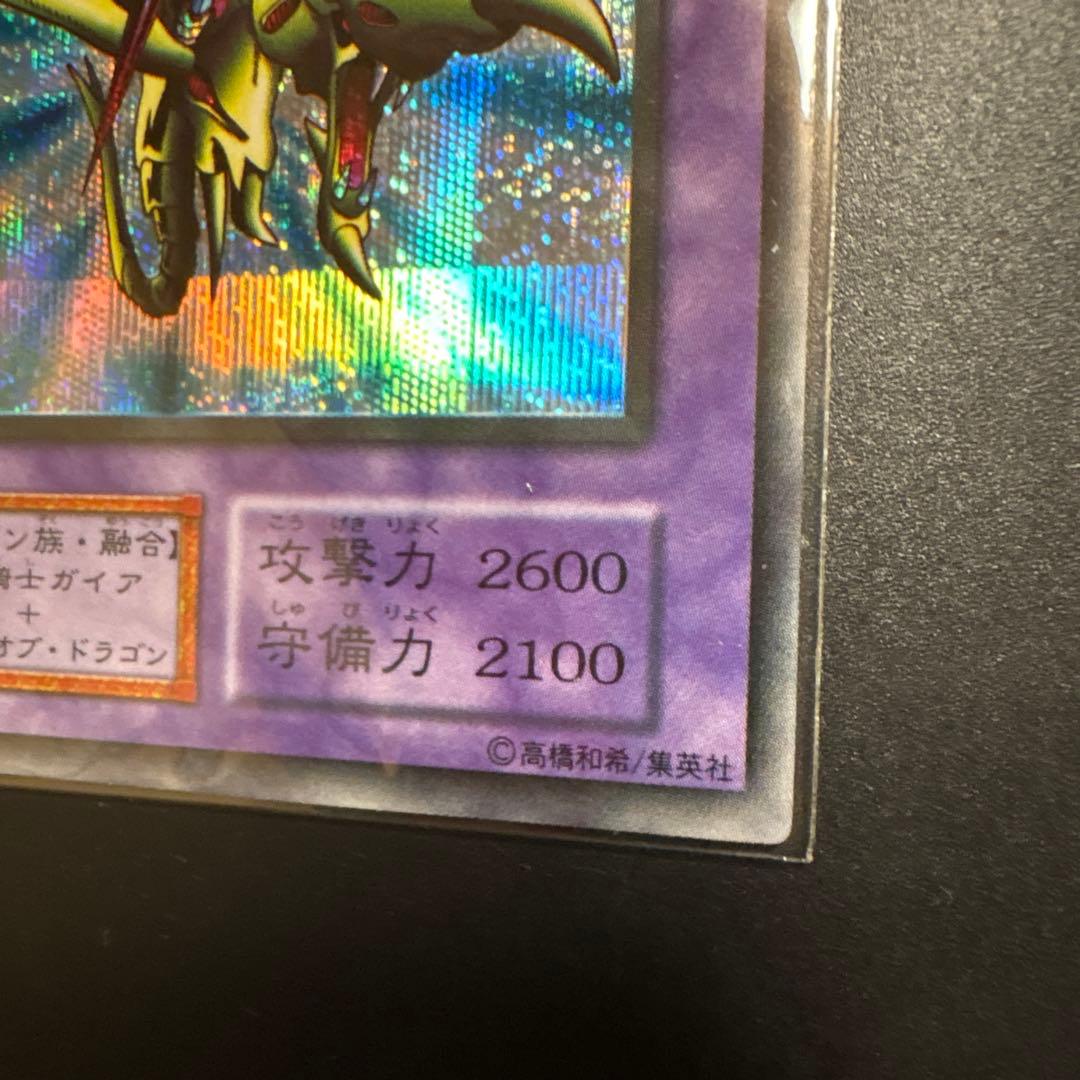 ン族・融合】
騎士ガイア
+
オブ・ドラゴン
こう げき りょく
攻撃力 2600
しゅ び りょく
守備力 2100
©高橋和希/集英社